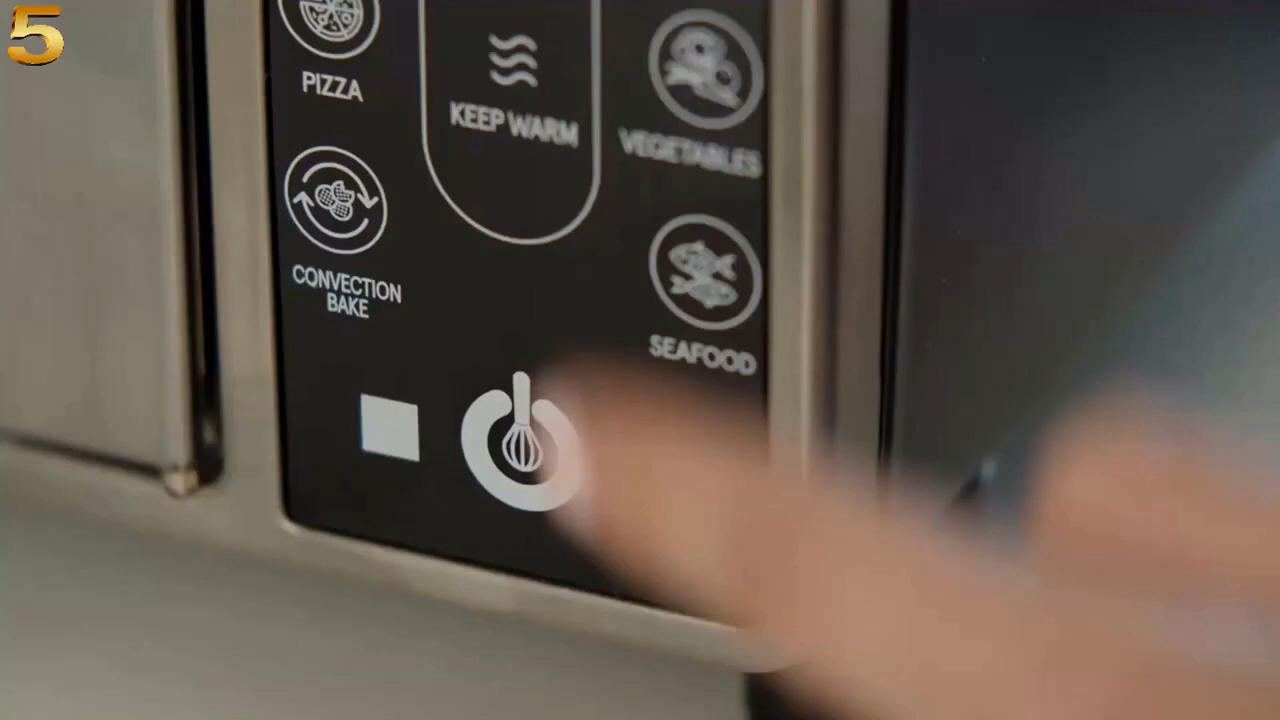 5
PIZZA
KEEP WARM
VEGETABLES
CONVECTION
BAKE
SEAFOOD